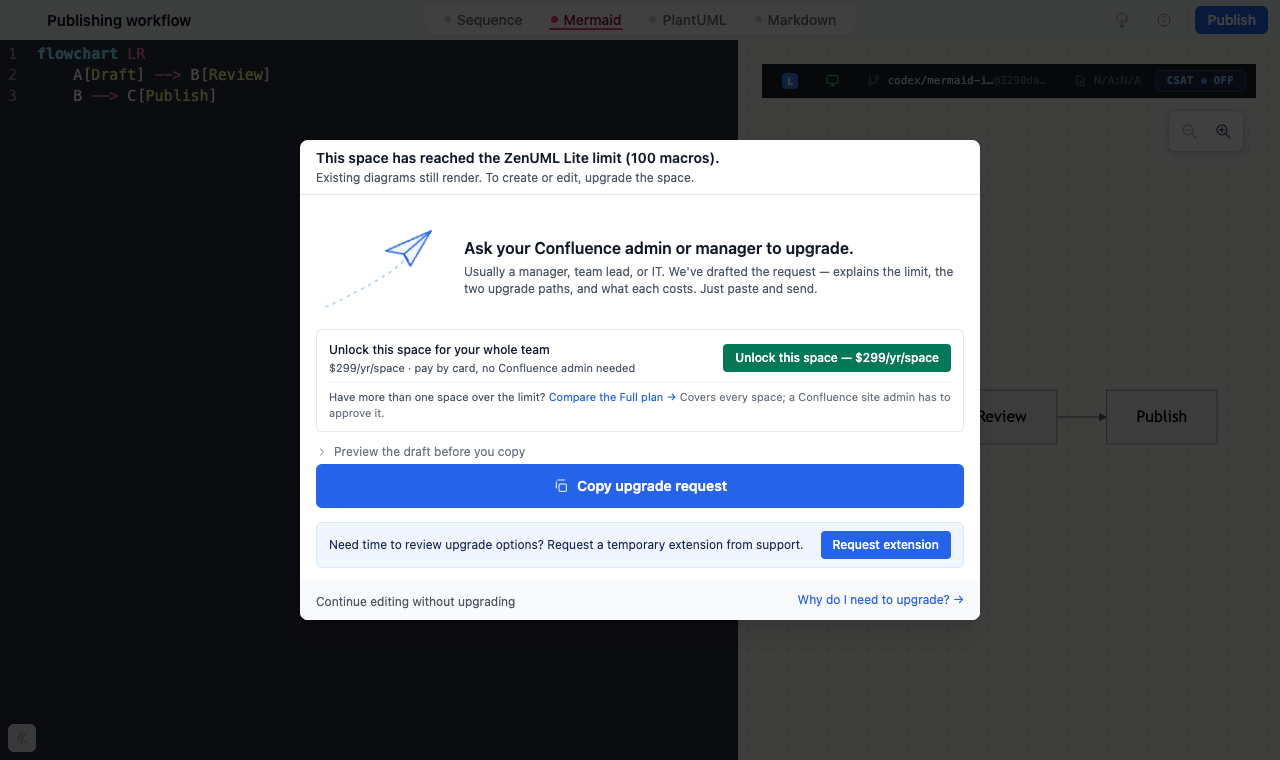 Publishing workflow
Sequence
Mermaid
PlantUML
Markdown
Publish
1 flowchart LR
2 A[Draft] --> B[Review]
3 B --> C[Publish]
L
codex/mermaid-i…@3290da…
N/A:N/A
CSAT OFF
This space has reached the ZenUML Lite limit (100 macros).
Existing diagrams still render. To create or edit, upgrade the space.
Ask your Confluence admin or manager to upgrade.
Usually a manager, team lead, or IT. We've drafted the request — explains the limit, the
two upgrade paths, and what each costs. Just paste and send.
Unlock this space for your whole team
$299/yr/space · pay by card, no Confluence admin needed
Unlock this space — $299/yr/space
Have more than one space over the limit? Compare the Full plan → Covers every space; a Confluence site admin has to
approve it.
Review
Publish
Preview the draft before you copy
Copy upgrade request
Need time to review upgrade options? Request a temporary extension from support.
Request extension
Continue editing without upgrading
Why do I need to upgrade? →